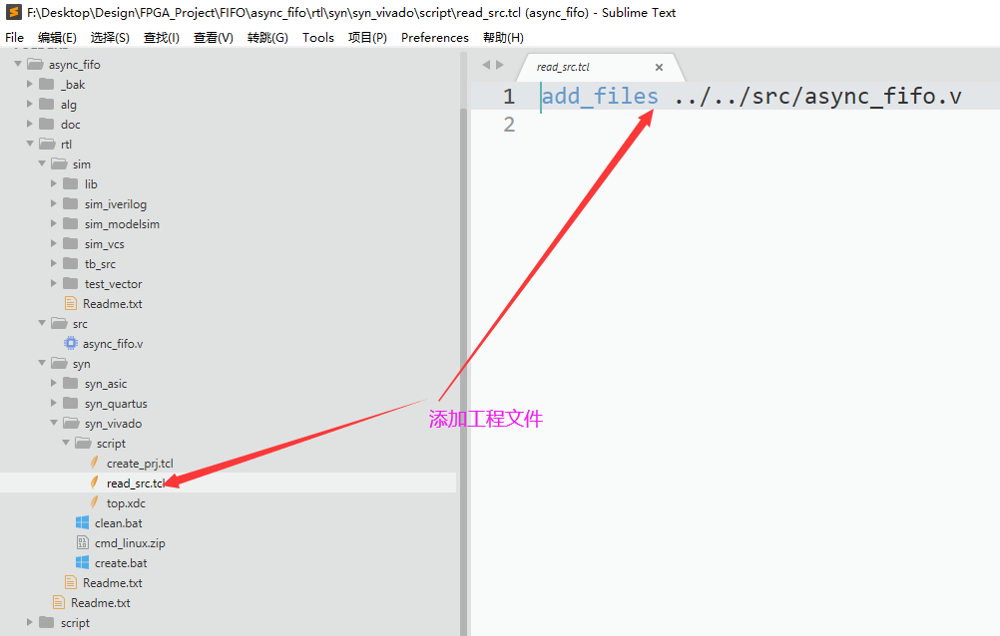 F:\Desktop\Design\FPGA_Project\FIFO\async_fifo\rtl\syn\syn_vivado\script\read_src.tcl (async_fifo) - Sublime Text
File 编辑(E) 选择(S) 查找(I) 查看(V) 转跳(G) Tools 项目(P) Preferences 帮助(H)
async_fifo
_bak
alg
doc
rtl
sim
lib
sim_iverilog
sim_modelsim
sim_vcs
tb_src
test_vector
Readme.txt
src
async_fifo.v
syn
syn_asic
syn_quartus
syn_vivado
script
create_prj.tcl
read_src.tcl
top.xdc
clean.bat
cmd_linux.zip
create.bat
Readme.txt
Readme.txt
script
read_src.tcl ×
1 add_files ../../src/async_fifo.v
2
添加工程文件